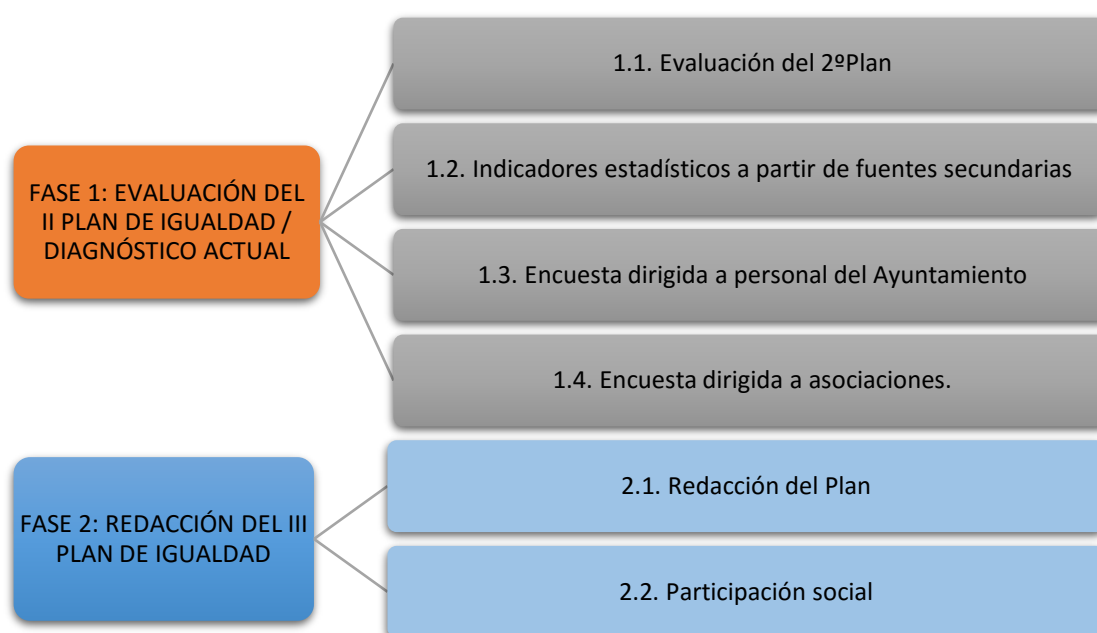 FASE 1: EVALUACIÓN DEL
II PLAN DE IGUALDAD /
DIAGNÓSTICO ACTUAL
1.1. Evaluación del 2ºPlan
1.2. Indicadores estadísticos a partir de fuentes secundarias
1.3. Encuesta dirigida a personal del Ayuntamiento
1.4. Encuesta dirigida a asociaciones.
FASE 2: REDACCIÓN DEL III
PLAN DE IGUALDAD
2.1. Redacción del Plan
2.2. Participación social